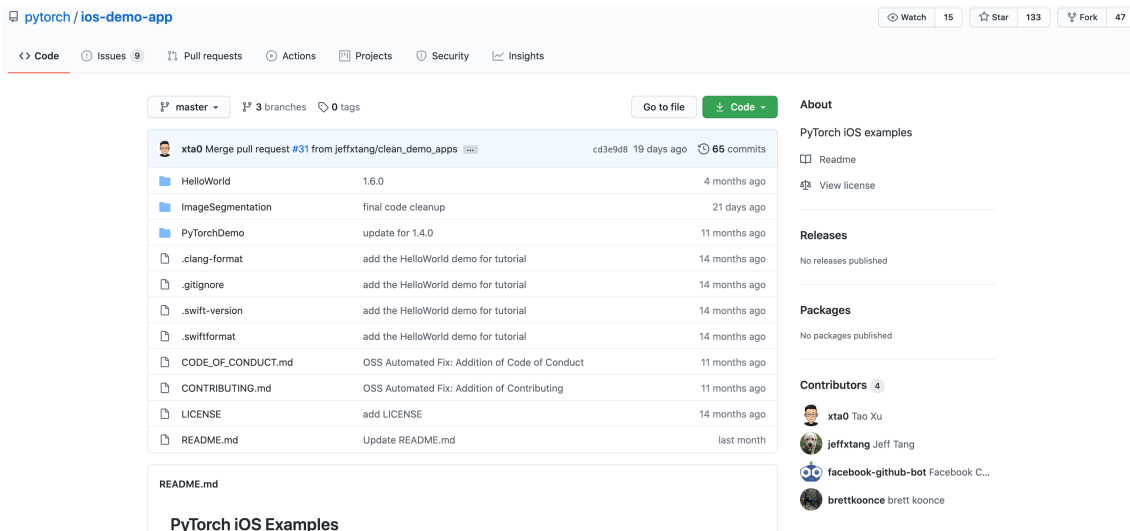 pytorch / ios-demo-app
Watch 15 Star 133 Fork 47
Code Issues 9 Pull requests Actions Projects Security Insights
master 3 branches 0 tags Go to file Code
xta0 Merge pull request #31 from jeffxtang/clean_demo_apps ... cd3e9d8 19 days ago 65 commits
HelloWorld 1.6.0 4 months ago
ImageSegmentation final code cleanup 21 days ago
PyTorchDemo update for 1.4.0 11 months ago
.clang-format add the HelloWorld demo for tutorial 14 months ago
.gitignore add the HelloWorld demo for tutorial 14 months ago
.swift-version add the HelloWorld demo for tutorial 14 months ago
.swiftformat add the HelloWorld demo for tutorial 14 months ago
CODE_OF_CONDUCT.md OSS Automated Fix: Addition of Code of Conduct 11 months ago
CONTRIBUTING.md OSS Automated Fix: Addition of Contributing 11 months ago
LICENSE add LICENSE 14 months ago
README.md Update README.md last month
README.md
PyTorch iOS Examples
About
PyTorch iOS examples
Readme
View license
Releases
No releases published
Packages
No packages published
Contributors 4
xta0 Tao Xu
jeffxtang Jeff Tang
facebook-github-bot Facebook C...
brettkoonce brett koonce